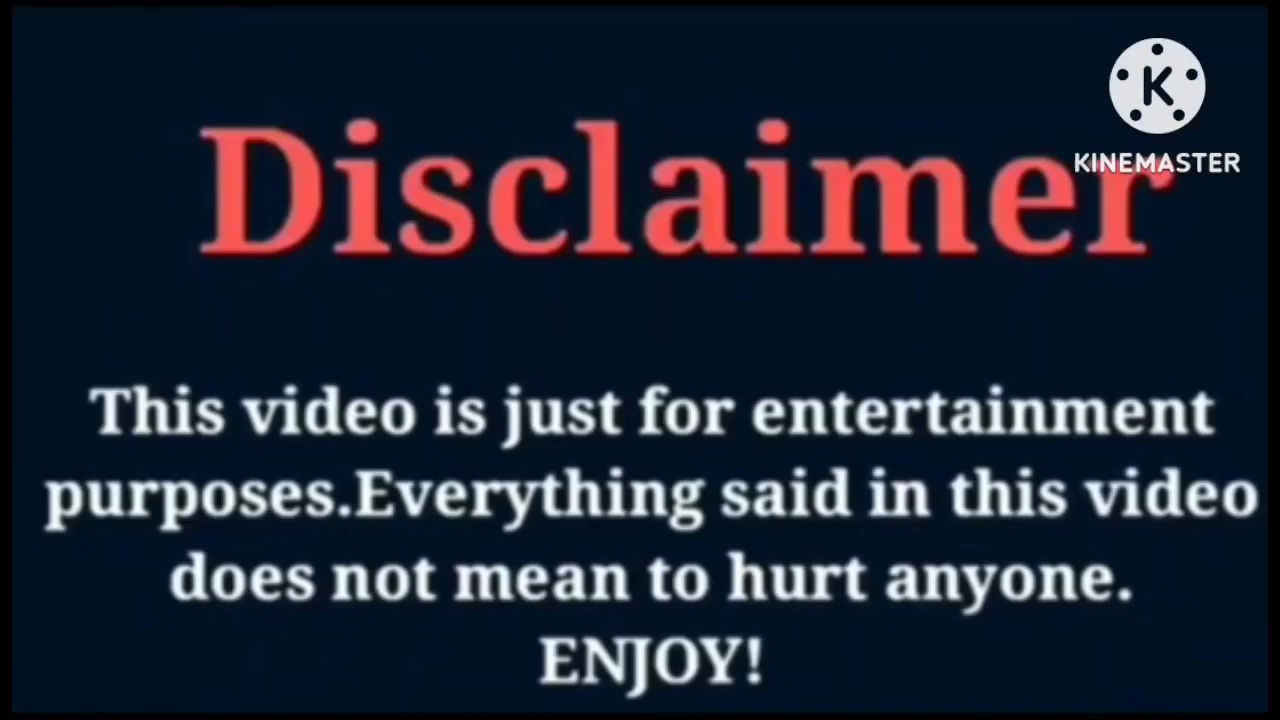 K
KINEMASTER
Disclaimer
This video is just for entertainment
purposes.Everything said in this video
does not mean to hurt anyone.
ENJOY!